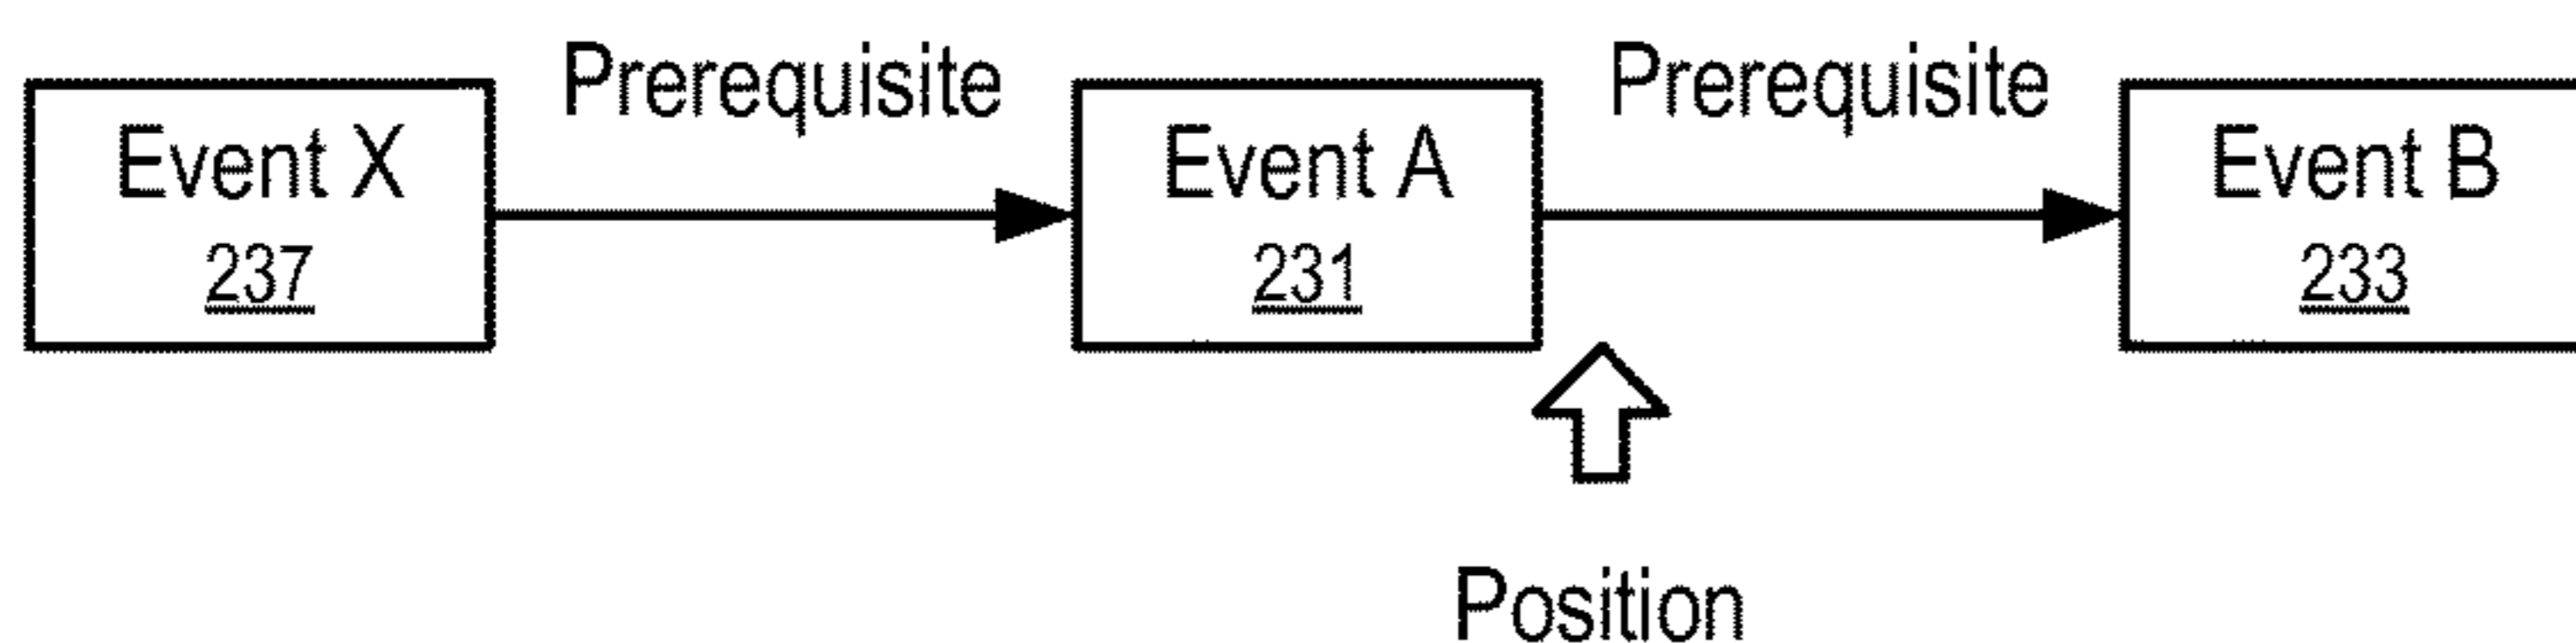 Prerequisite
Prerequisite
Event X
237
Event A
231
Event B
233
Position